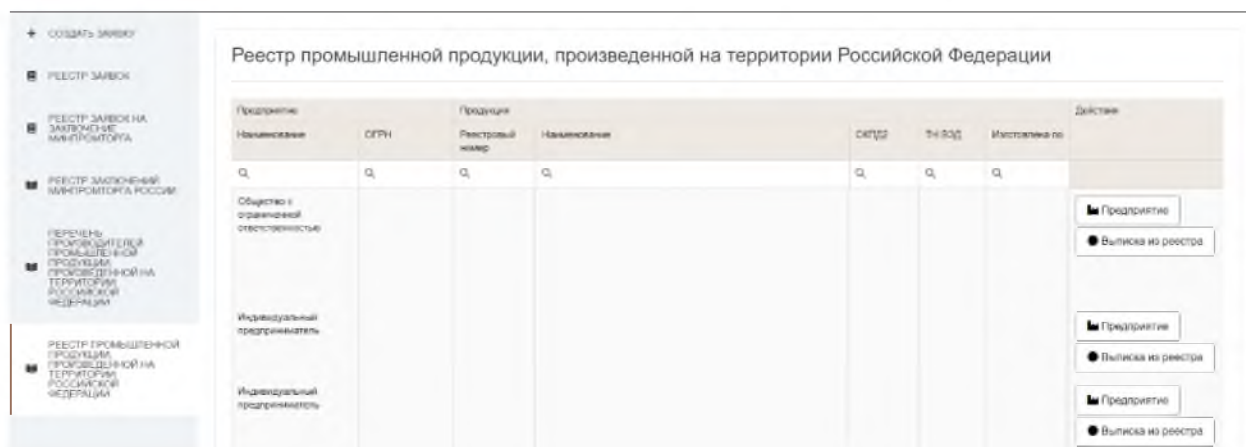 СОЗДАТЬ ЗАЯВКУ
РЕЕСТР ЗАЯВОК
РЕЕСТР ЗАЯВОК НА
ЗАКЛЮЧЕНИЕ
МИНПРОМТОРГА
РЕЕСТР ЗАКЛЮЧЕНИЙ
МИНПРОМТОРГА РОССИИ
ПЕРЕЧЕНЬ
ПРОИЗВОДИТЕЛЕЙ
ПРОМЫШЛЕННОЙ
ПРОДУКЦИИ,
ПРОИЗВЕДЕННОЙ НА
ТЕРРИТОРИИ
РОССИЙСКОЙ
ФЕДЕРАЦИИ
РЕЕСТР ПРОМЫШЛЕННОЙ
ПРОДУКЦИИ,
ПРОИЗВЕДЕННОЙ НА
ТЕРРИТОРИИ
РОССИЙСКОЙ
ФЕДЕРАЦИИ
Реестр промышленной продукции, произведенной на территории Российской Федерации
Предприятие Продукция Действия
Наименование ОГРН Реестровый номер Наименование ОКПД2 ТН ВЭД Изготовлена по
Общество с
ограниченной
ответственностью
Предприятие
Выписка из реестра
Индивидуальный
предприниматель
Предприятие
Выписка из реестра
Индивидуальный
предприниматель
Предприятие
Выписка из реестра